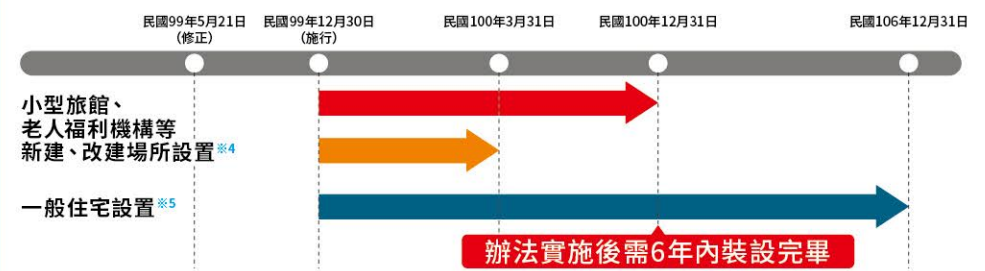 民國99年5月21日
（修正）
民國99年12月30日
（施行）
民國100年3月31日
民國100年12月31日
民國106年12月31日
小型旅館、
老人福利機構等
新建、改建場所設置※4
一般住宅設置※5
辦法實施後需6年內裝設完畢